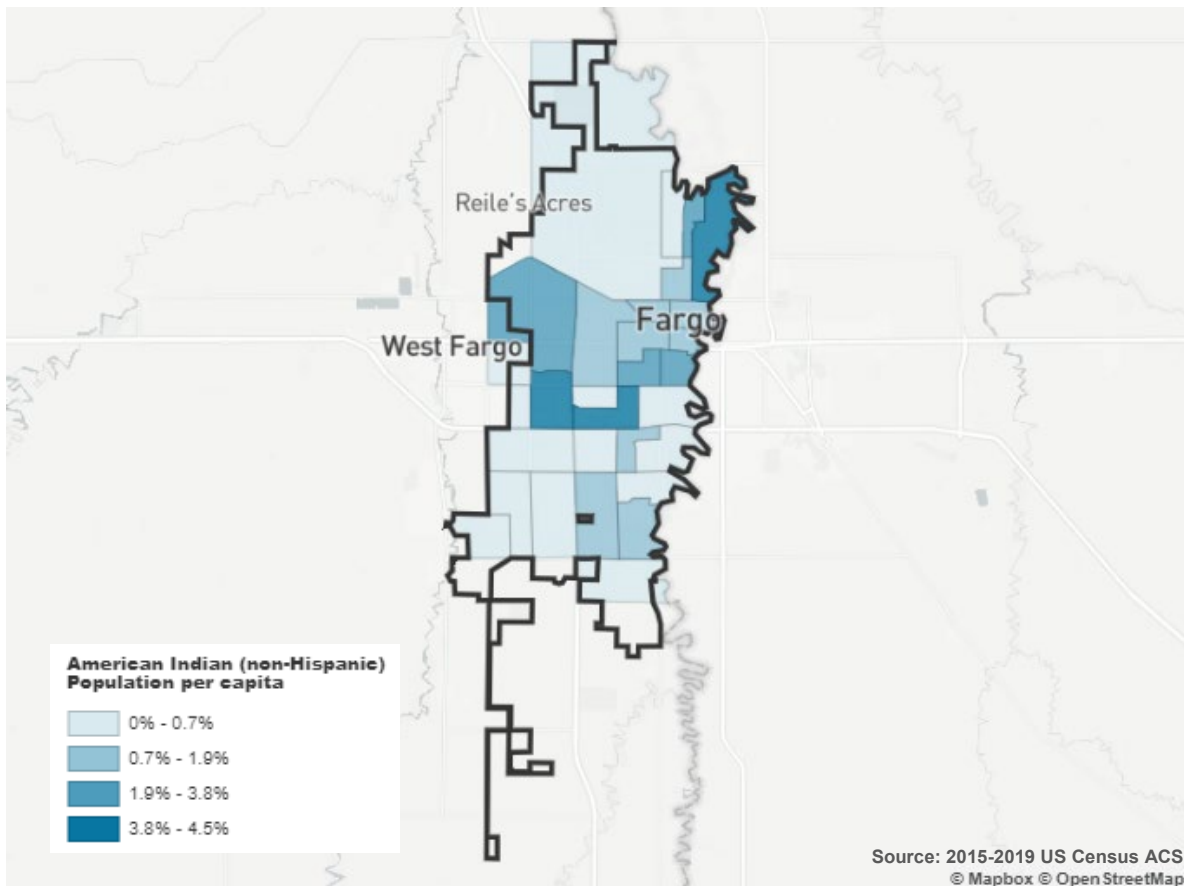 Reile's Acres
Fargo
West Fargo
American Indian (non-Hispanic)
Population per capita
0% - 0.7%
0.7% - 1.9%
1.9% - 3.8%
3.8% - 4.5%
Source: 2015-2019 US Census ACS
© Mapbox © OpenStreetMap